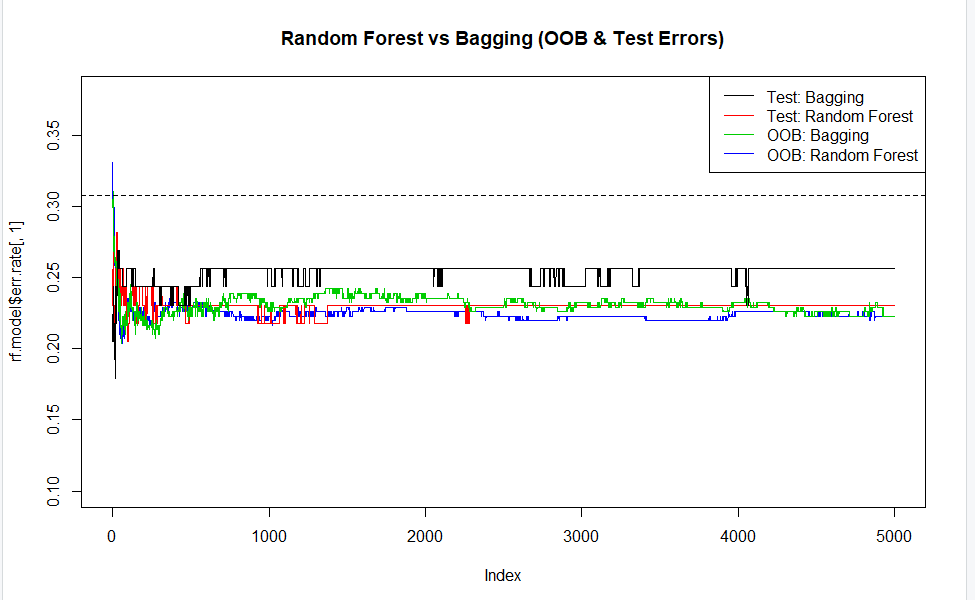 Random Forest vs Bagging (OOB & Test Errors)
Test: Bagging
Test: Random Forest
OOB: Bagging
OOB: Random Forest
rf.model$err.rate[, 1]
0.35
0.30
0.25
0.20
0.15
0.10
0
1000
2000
3000
4000
5000
Index